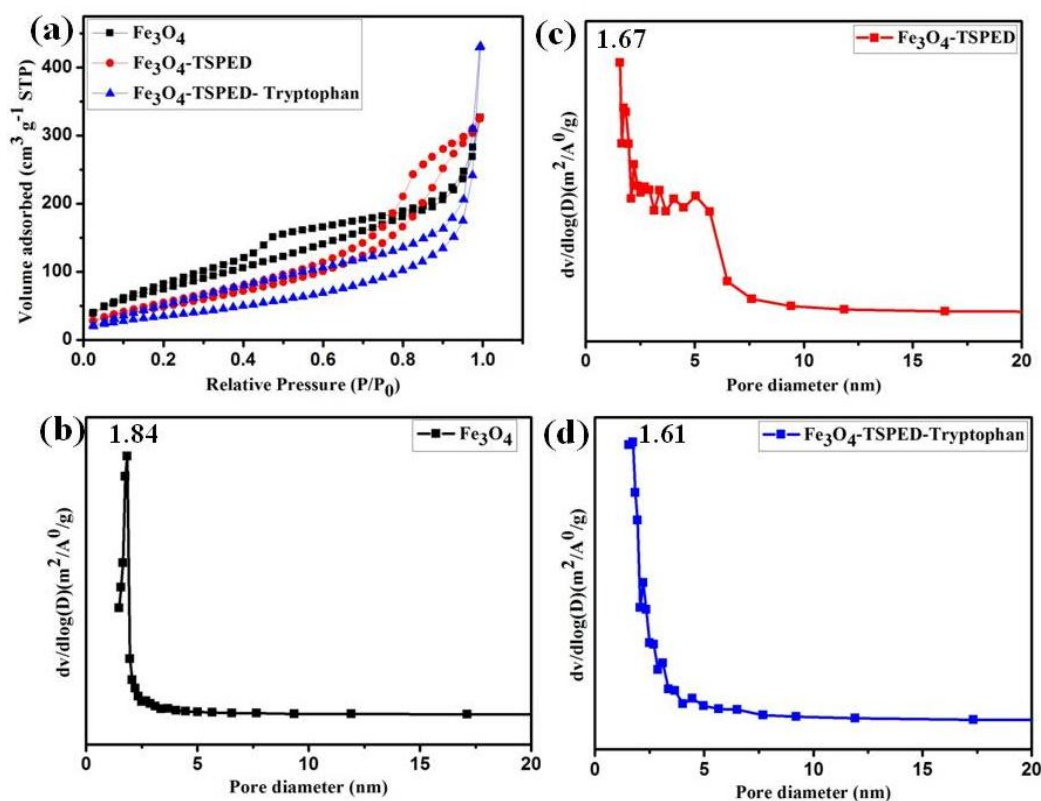 (a)
Fe3O4
Fe3O4-TSPED
Fe3O4-TSPED- Tryptophan
Volume adsorbed (cm3 g-1 STP)
400
300
200
100
0
0.0 0.2 0.4 0.6 0.8 1.0
Relative Pressure (P/P0)
(c)
1.67
Fe3O4-TSPED
dv/dlog(D)(m2/A0/g)
0 5 10 15 20
Pore diameter (nm)
(b)
1.84
Fe3O4
dv/dlog(D)(m2/A0/g)
0 5 10 15 20
Pore diameter (nm)
(d)
1.61
Fe3O4-TSPED-Tryptophan
dv/dlog(D)(m2/A0/g)
0 5 10 15 20
Pore diameter (nm)